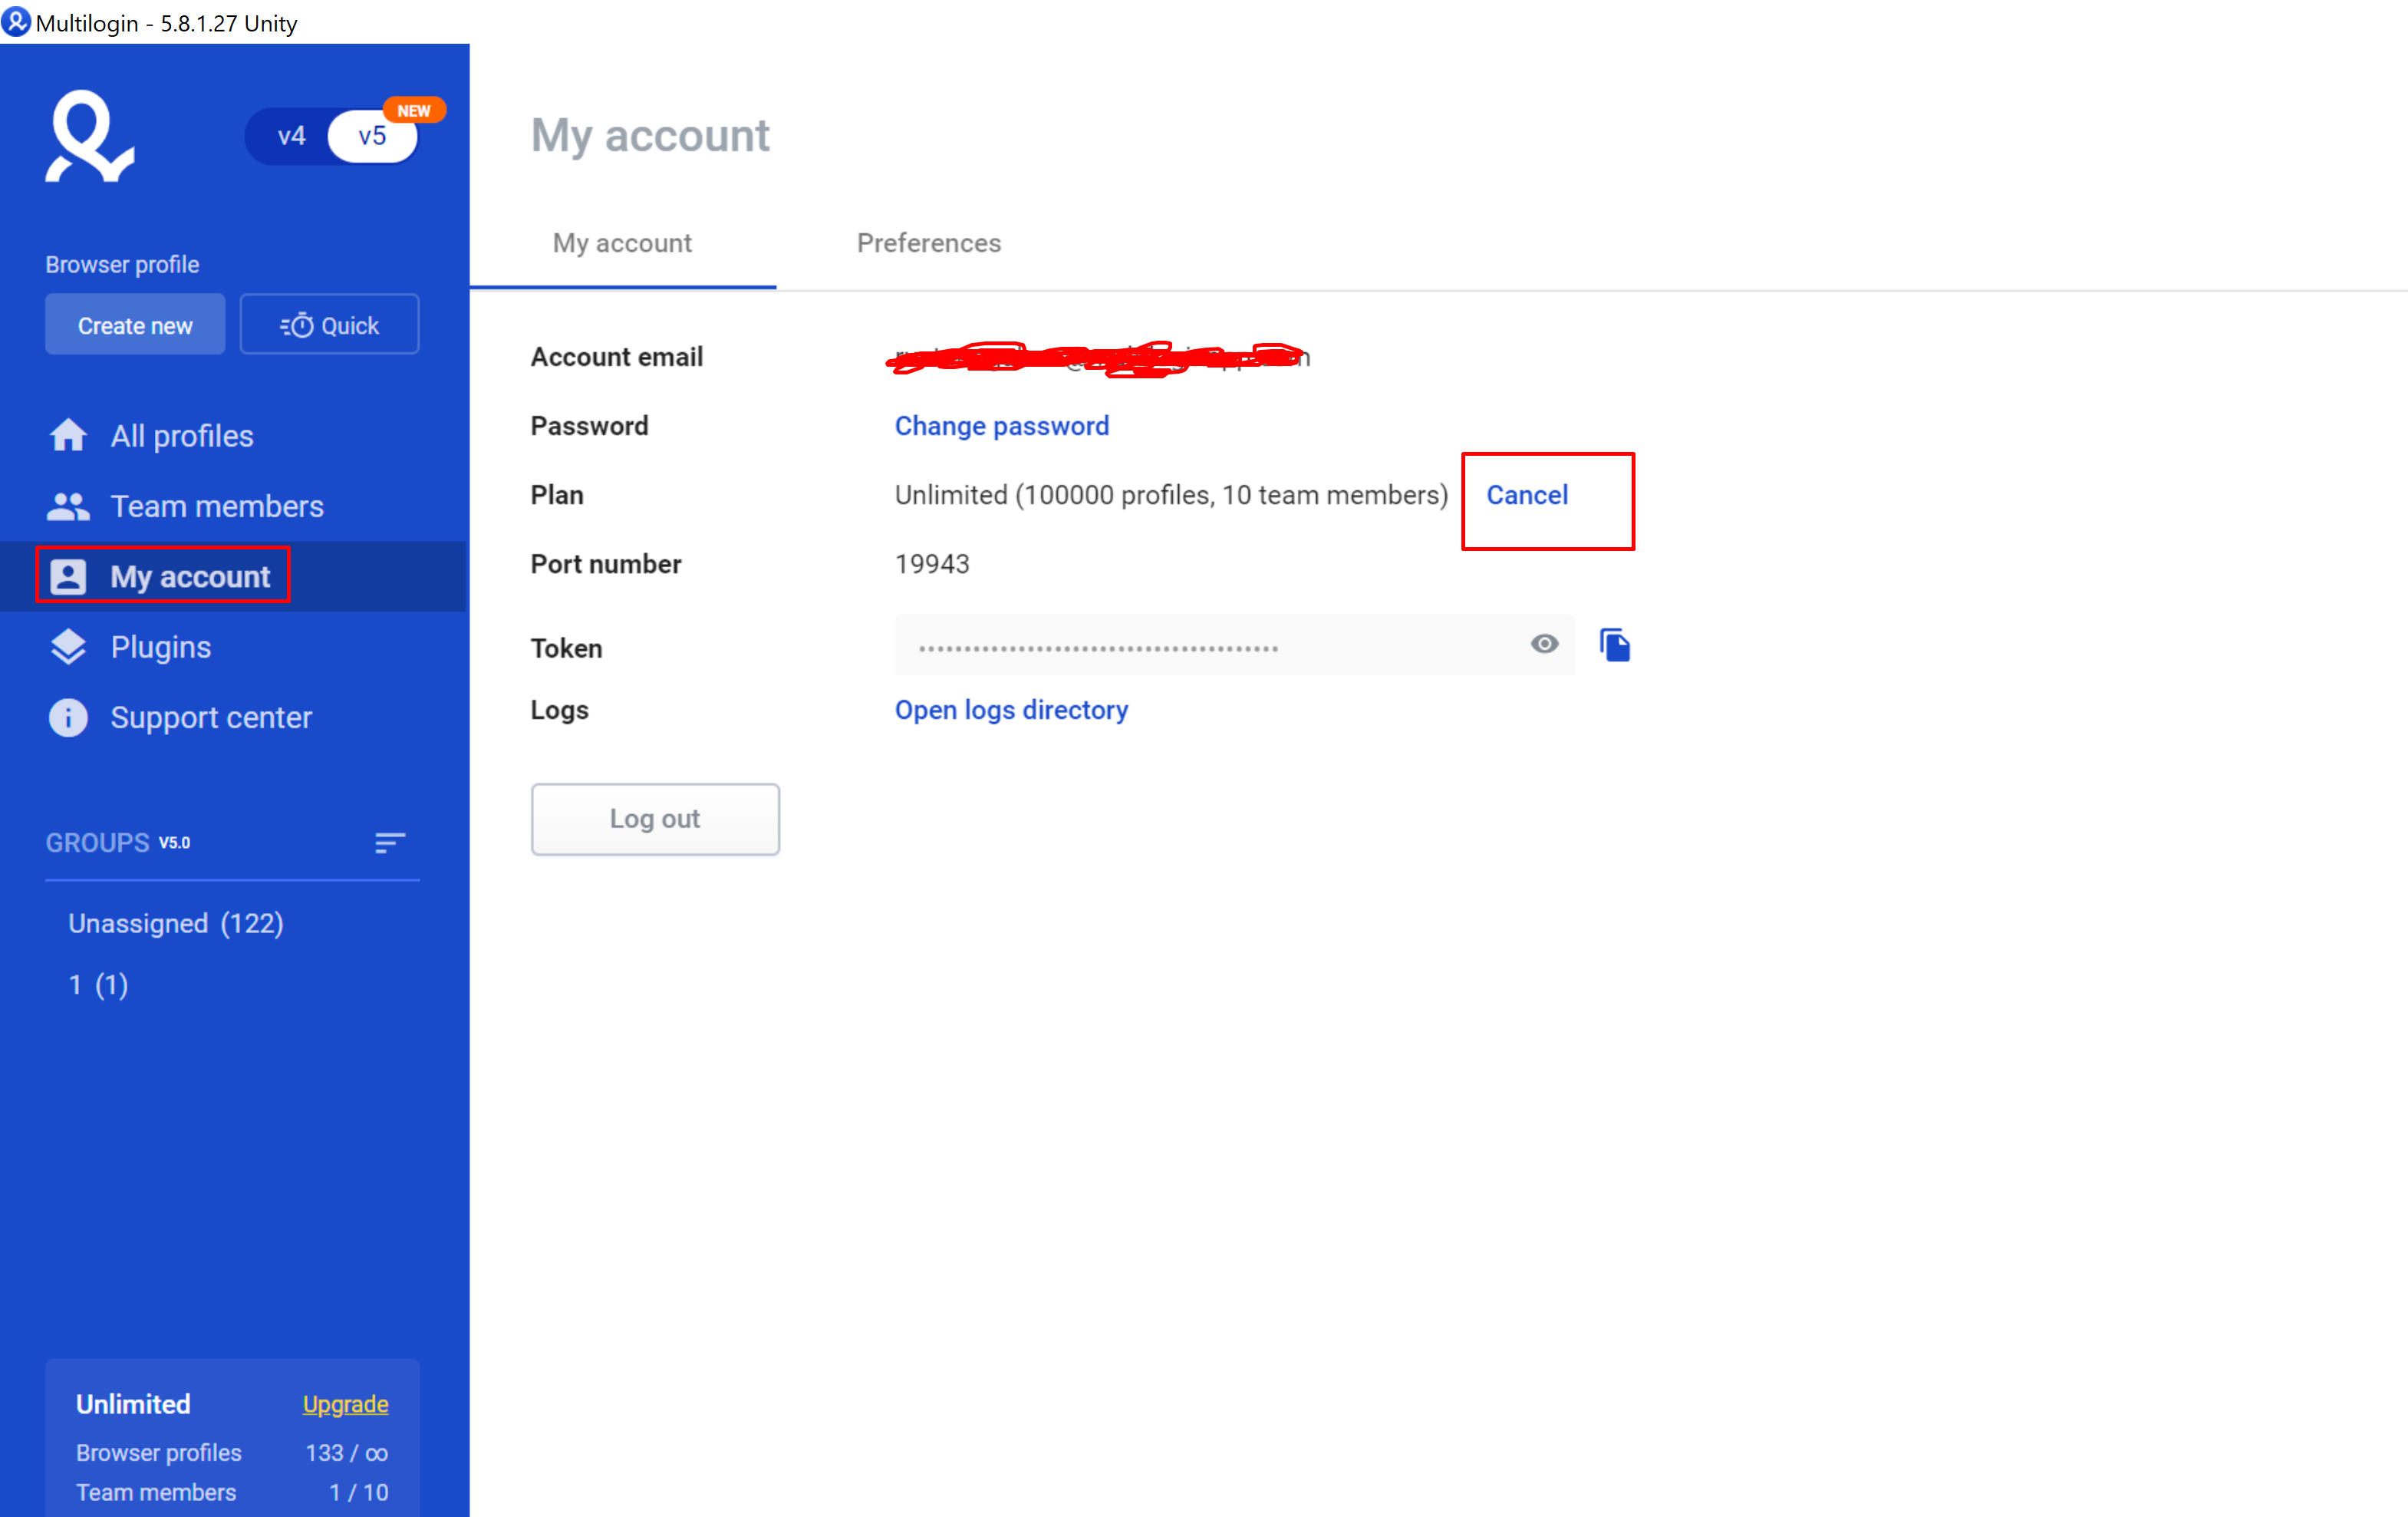 Multilogin - 5.8.1.27 Unity
v4 v5 NEW
Browser profile
Create new Quick
All profiles
Team members
My account
Plugins
Support center
GROUPS V5.0
Unassigned (122)
1 (1)
Unlimited Upgrade
Browser profiles 133 / ∞
Team members 1 / 10
My account
My account Preferences
Account email
Password Change password
Plan Unlimited (100000 profiles, 10 team members) Cancel
Port number 19943
Token
Logs Open logs directory
Log out